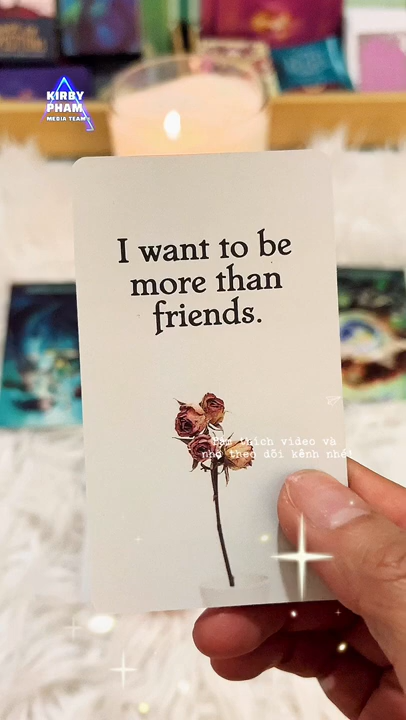 KIRBY
PHAM
MEDIA TEAM
I want to be
more than
friends.
thích video và
nhớ theo dõi kênh nhé!